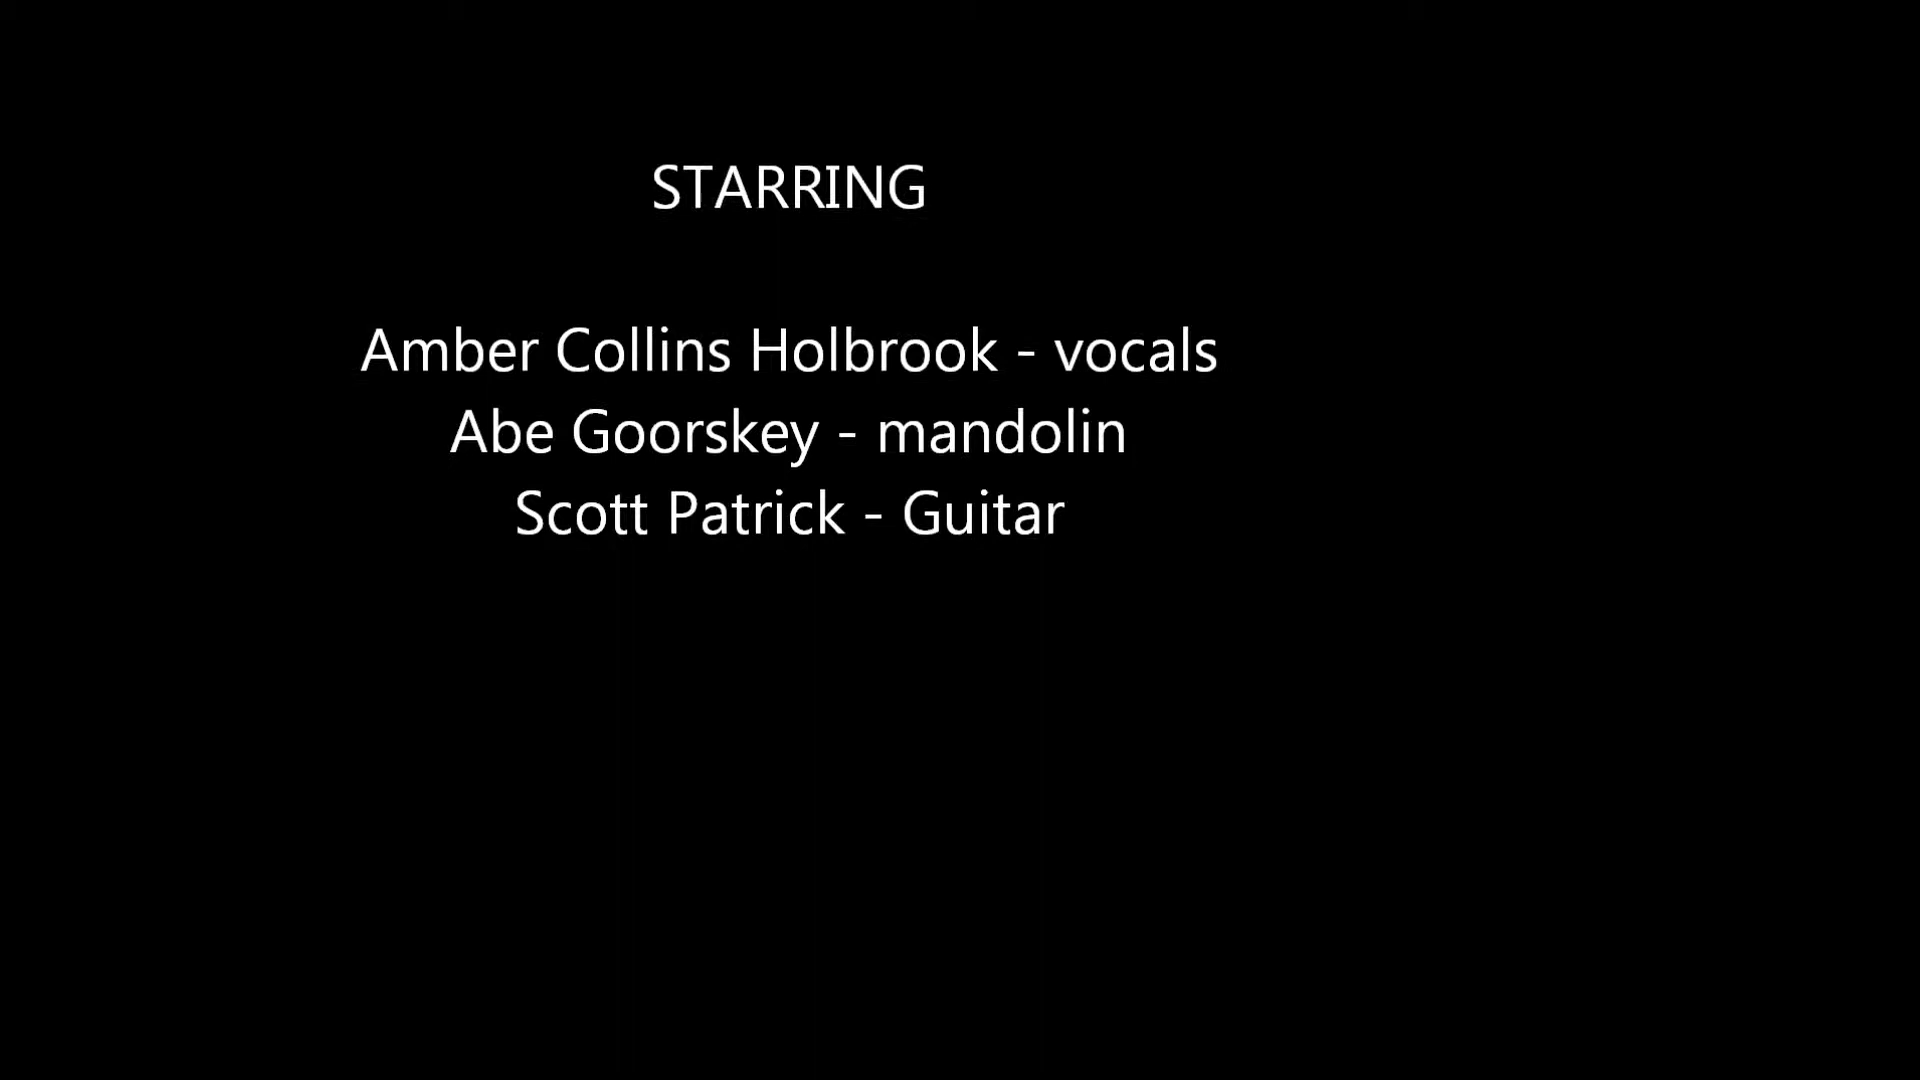 STARRING
Amber Collins Holbrook - vocals
Abe Goorskey - mandolin
Scott Patrick - Guitar